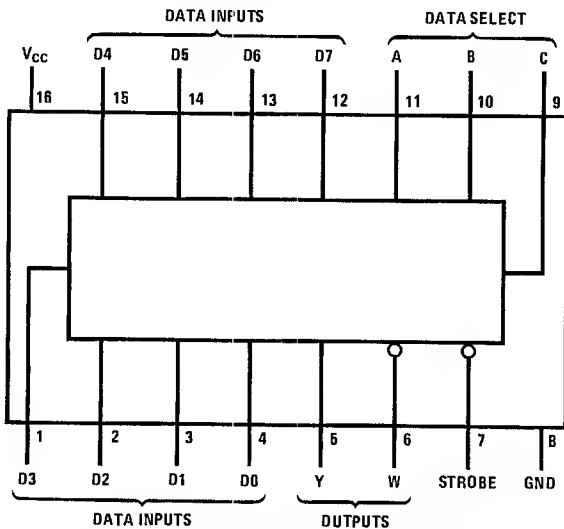 DATA INPUTS DATA SELECT
VCC D4 D5 D6 D7 A B C
16 15 14 13 12 11 10 9
1 2 3 4 5 6 7 8
D3 D2 D1 D0 Y W STROBE GND
DATA INPUTS OUTPUTS